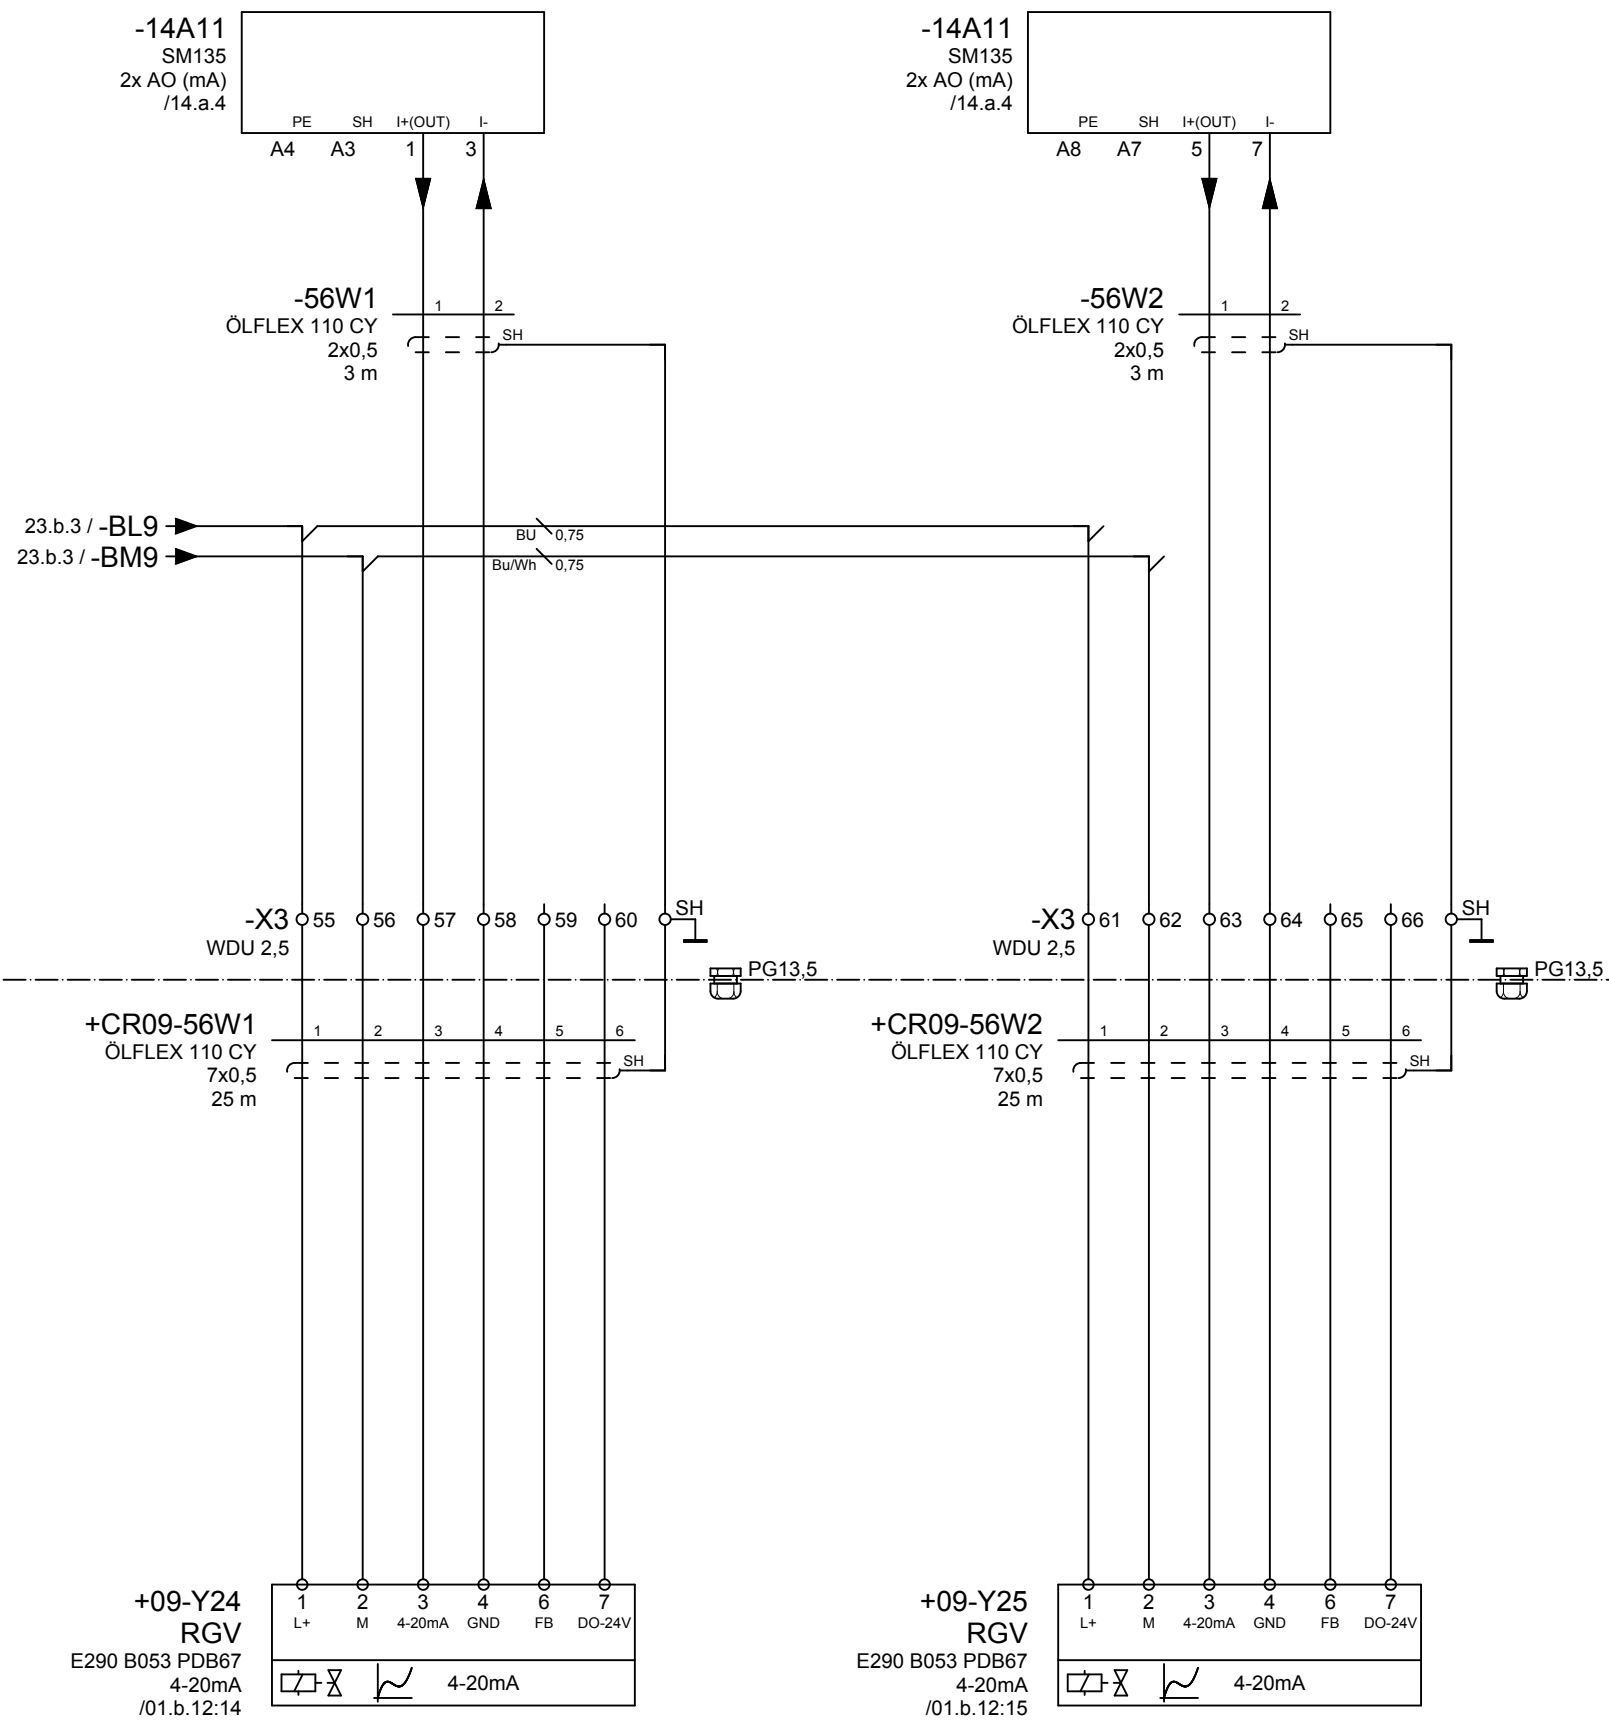 -14A11
SM135
2x AO (mA)
/14.a.4
PE SH I+(OUT) I-
A4 A3 1 3
-14A11
SM135
2x AO (mA)
/14.a.4
PE SH I+(OUT) I-
A8 A7 5 7
-56W1
ÖLFLEX 110 CY
2x0,5
3 m
1 2
SH
-56W2
ÖLFLEX 110 CY
2x0,5
3 m
1 2
SH
23.b.3 / -BL9
BU 0,75
23.b.3 / -BM9
Bu/Wh 0,75
-X3 55 56 57 58 59 60 SH
WDU 2,5
-X3 61 62 63 64 65 66 SH
WDU 2,5
PG13,5
PG13,5
+CR09-56W1
ÖLFLEX 110 CY
7x0,5
25 m
1 2 3 4 5 6
SH
+CR09-56W2
ÖLFLEX 110 CY
7x0,5
25 m
1 2 3 4 5 6
SH
+09-Y24
RGV
E290 B053 PDB67
4-20mA
/01.b.12:14
1 2 3 4 6 7
L+ M 4-20mA GND FB DO-24V
4-20mA
+09-Y25
RGV
E290 B053 PDB67
4-20mA
/01.b.12:15
1 2 3 4 6 7
L+ M 4-20mA GND FB DO-24V
4-20mA